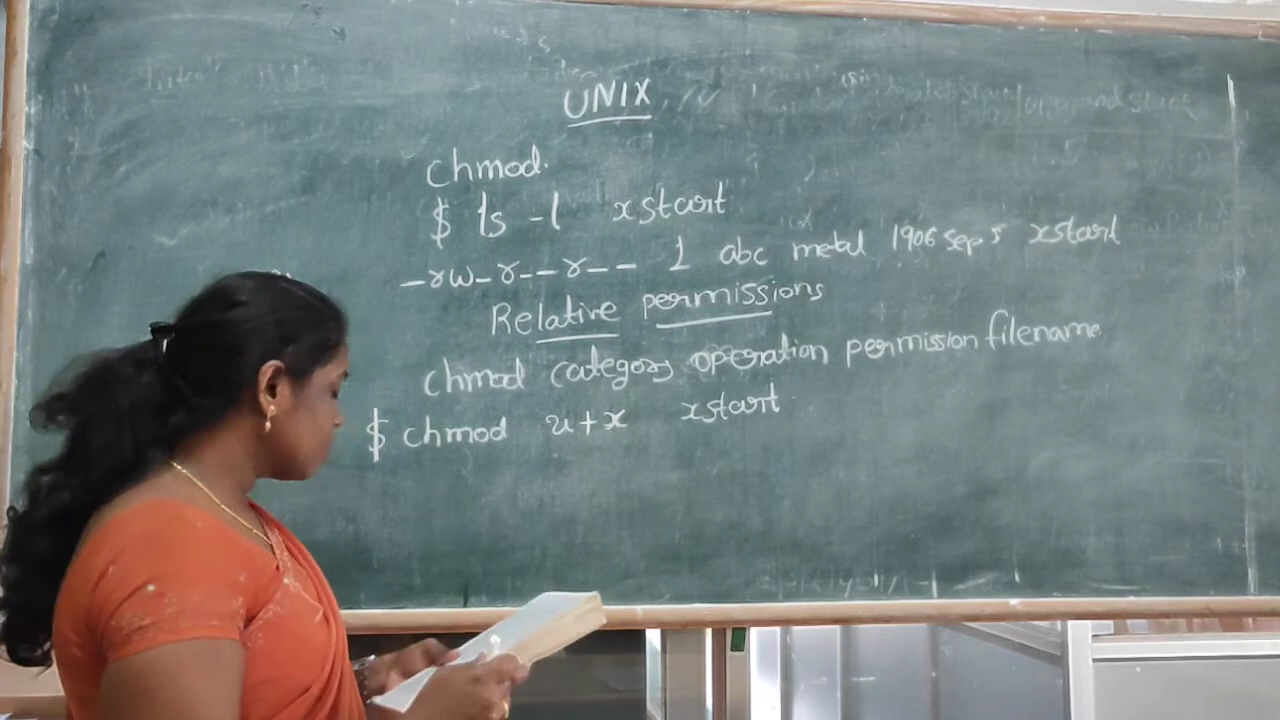 UNIX
chmod.
$ ls -l xstart
-rw-r--r-- 1 abc metal 1906 sep 5 xstart
Relative permissions
chmod category operation permission filename
$ chmod u+x xstart